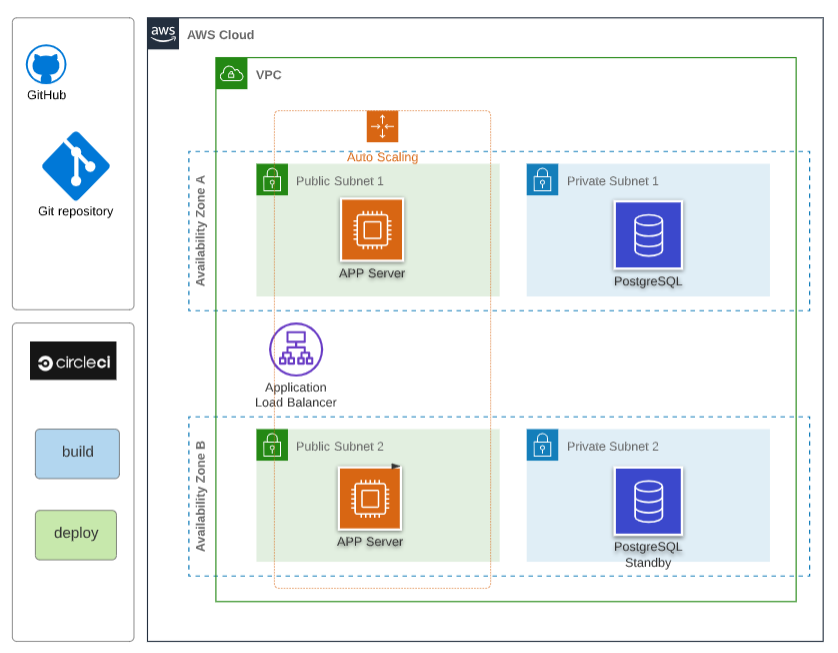 GitHub
Git repository
circleci
build
deploy
aws
AWS Cloud
VPC
Auto Scaling
Availability Zone A
Public Subnet 1
APP Server
Private Subnet 1
PostgreSQL
Application
Load Balancer
Availability Zone B
Public Subnet 2
APP Server
Private Subnet 2
PostgreSQL
Standby